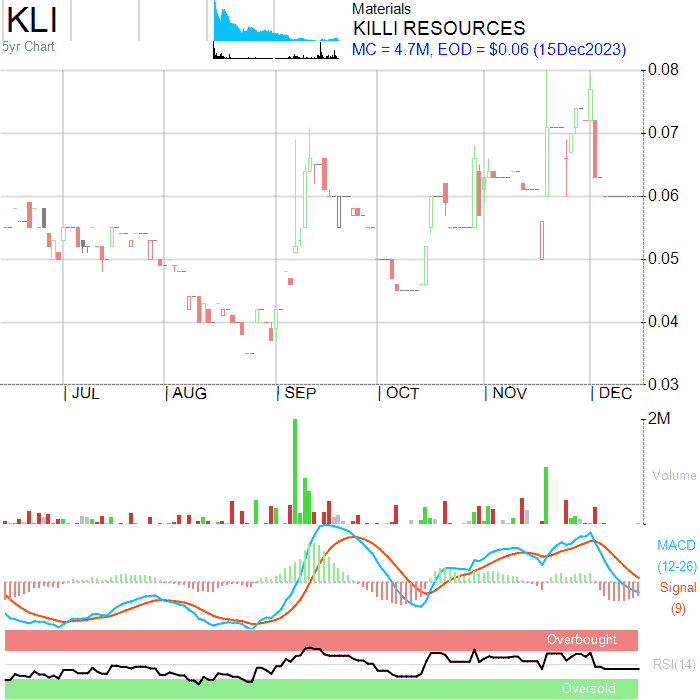 KLI
5yr Chart
Materials
KILLI RESOURCES
MC = 4.7M, EOD = $0.06 (15Dec2023)
0.08
0.07
0.06
0.05
0.04
0.03
JUL AUG SEP OCT NOV DEC
2M
Volume
MACD
(12-26)
Signal
(9)
Overbought
RSI(14)
Oversold